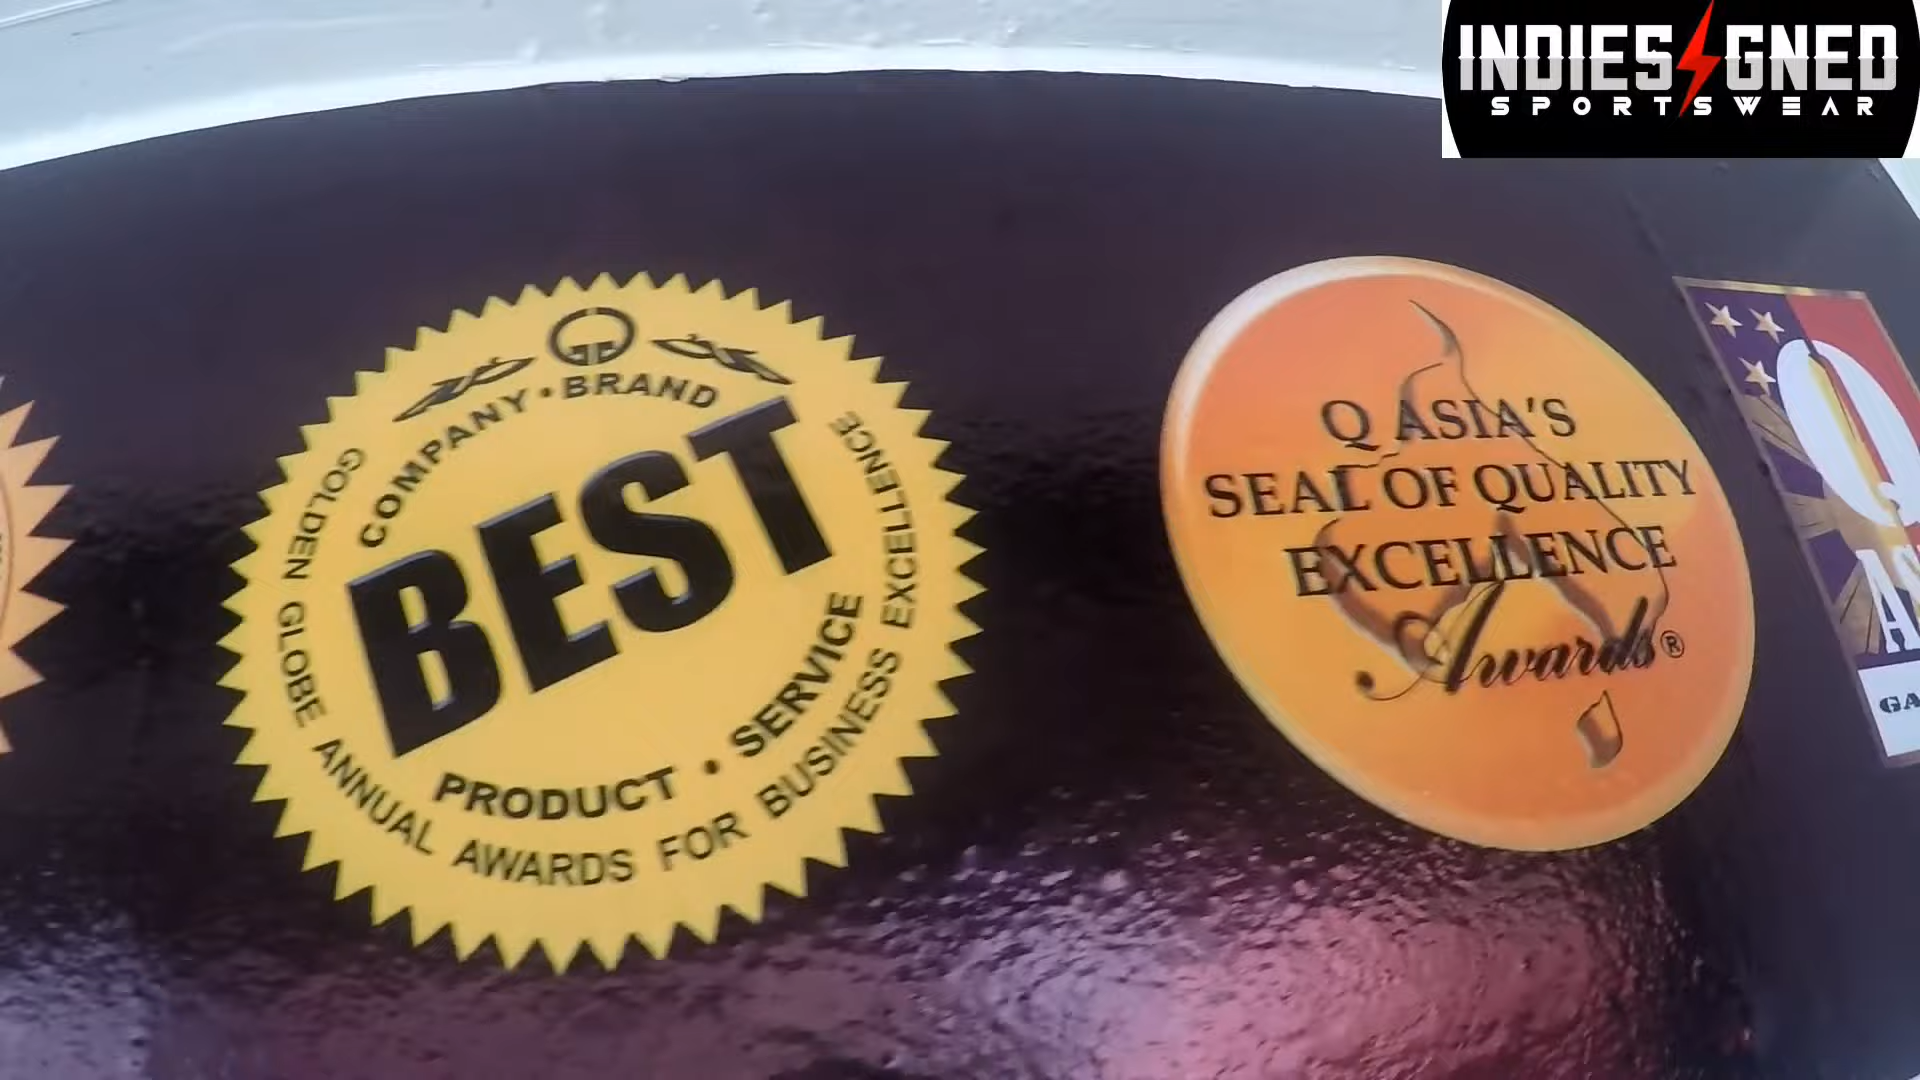 INDIESIGNED
SPORTSWEAR
COMPANY • BRAND
BEST
PRODUCT • SERVICE
GOLDEN GLOBE ANNUAL AWARDS FOR BUSINESS EXCELLENCE
Q ASIA'S
SEAL OF QUALITY
EXCELLENCE
Awards®
Q